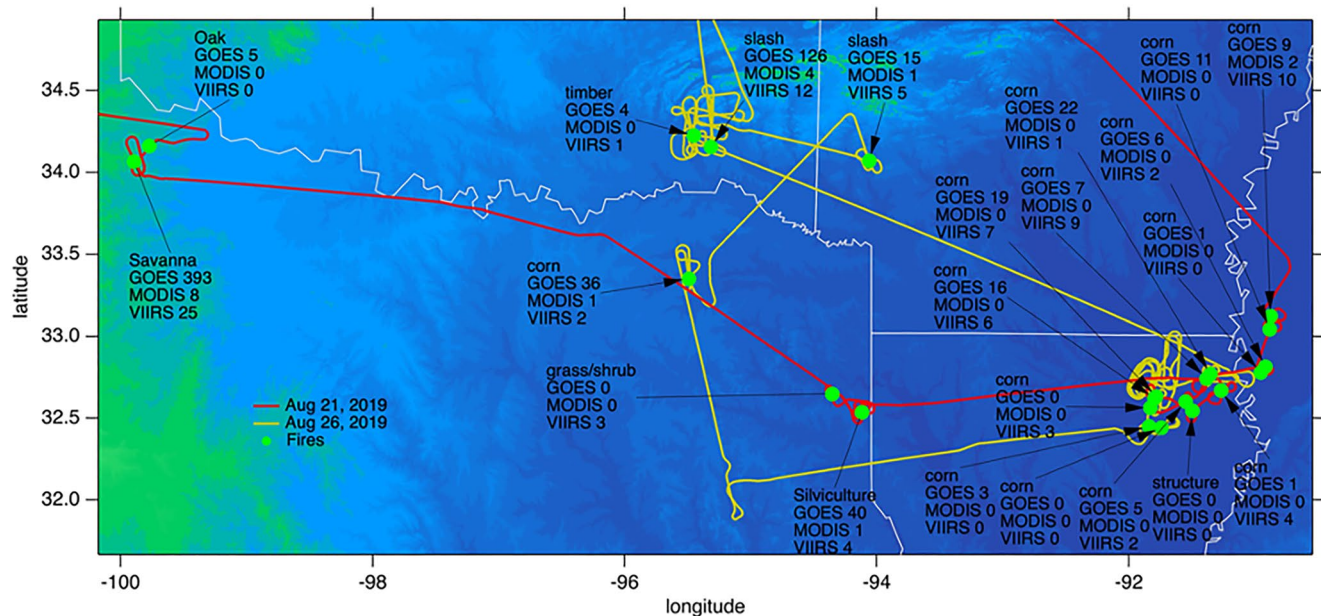 Oak
GOES 5
MODIS 0
VIIRS 0
slash
GOES 126
MODIS 4
VIIRS 12
slash
GOES 15
MODIS 1
VIIRS 5
corn
GOES 11
MODIS 0
VIIRS 0
corn
GOES 9
MODIS 2
VIIRS 10
timber
GOES 4
MODIS 0
VIIRS 1
corn
GOES 22
MODIS 0
VIIRS 1
corn
GOES 6
MODIS 0
VIIRS 2
corn
GOES 19
MODIS 0
VIIRS 7
corn
GOES 7
MODIS 0
VIIRS 9
corn
GOES 1
MODIS 0
VIIRS 0
Savanna
GOES 393
MODIS 8
VIIRS 25
corn
GOES 36
MODIS 1
VIIRS 2
corn
GOES 16
MODIS 0
VIIRS 6
grass/shrub
GOES 0
MODIS 0
VIIRS 3
corn
GOES 0
MODIS 0
VIIRS 3
Aug 21, 2019
Aug 26, 2019
Fires
Silviculture
GOES 40
MODIS 1
VIIRS 4
corn
GOES 3
MODIS 0
VIIRS 0
corn
GOES 0
MODIS 0
VIIRS 0
corn
GOES 5
MODIS 0
VIIRS 2
structure
GOES 0
MODIS 0
VIIRS 0
corn
GOES 1
MODIS 0
VIIRS 4
34.5
34.0
33.5
33.0
32.5
32.0
latitude
-100
-98
-96
-94
-92
longitude